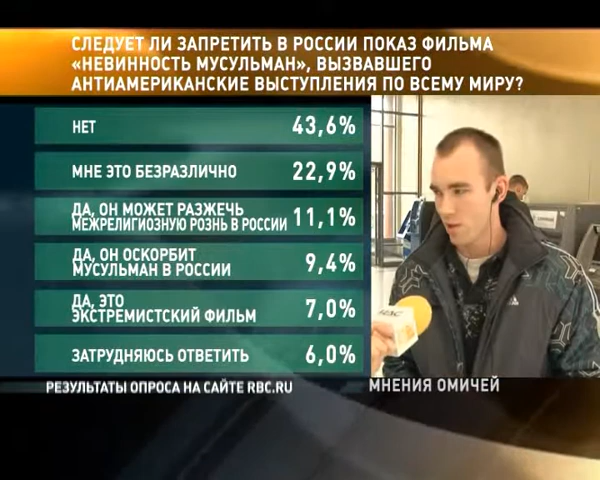 СЛЕДУЕТ ЛИ ЗАПРЕТИТЬ В РОССИИ ПОКАЗ ФИЛЬМА
«НЕВИННОСТЬ МУСУЛЬМАН», ВЫЗВАВШЕГО
АНТИАМЕРИКАНСКИЕ ВЫСТУПЛЕНИЯ ПО ВСЕМУ МИРУ?
НЕТ 43,6%
МНЕ ЭТО БЕЗРАЗЛИЧНО 22,9%
ДА, ОН МОЖЕТ РАЗЖЕЧЬ
МЕЖРЕЛИГИОЗНУЮ РОЗНЬ В РОССИИ 11,1%
ДА, ОН ОСКОРБИТ
МУСУЛЬМАН В РОССИИ 9,4%
ДА, ЭТО
ЭКСТРЕМИСТСКИЙ ФИЛЬМ 7,0%
ЗАТРУДНЯЮСЬ ОТВЕТИТЬ 6,0%
РЕЗУЛЬТАТЫ ОПРОСА НА САЙТЕ RBC.RU
МНЕНИЯ ОМИЧЕЙ